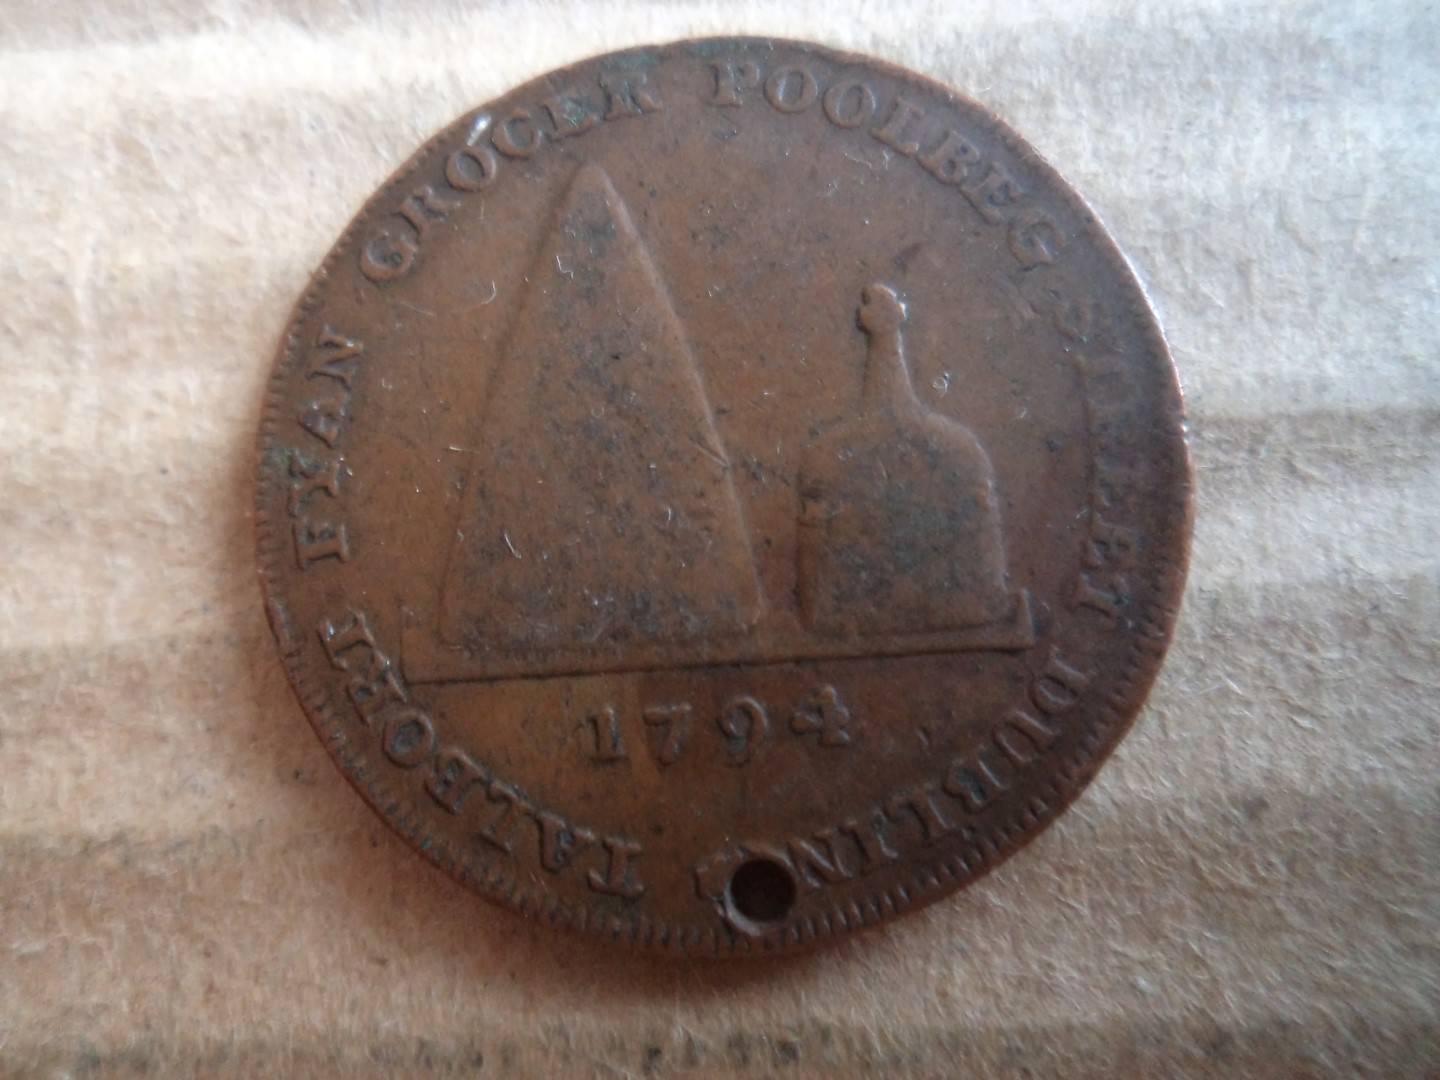 TALBOT FYAN GROCER POOLBEG STREET DUBLIN
1794